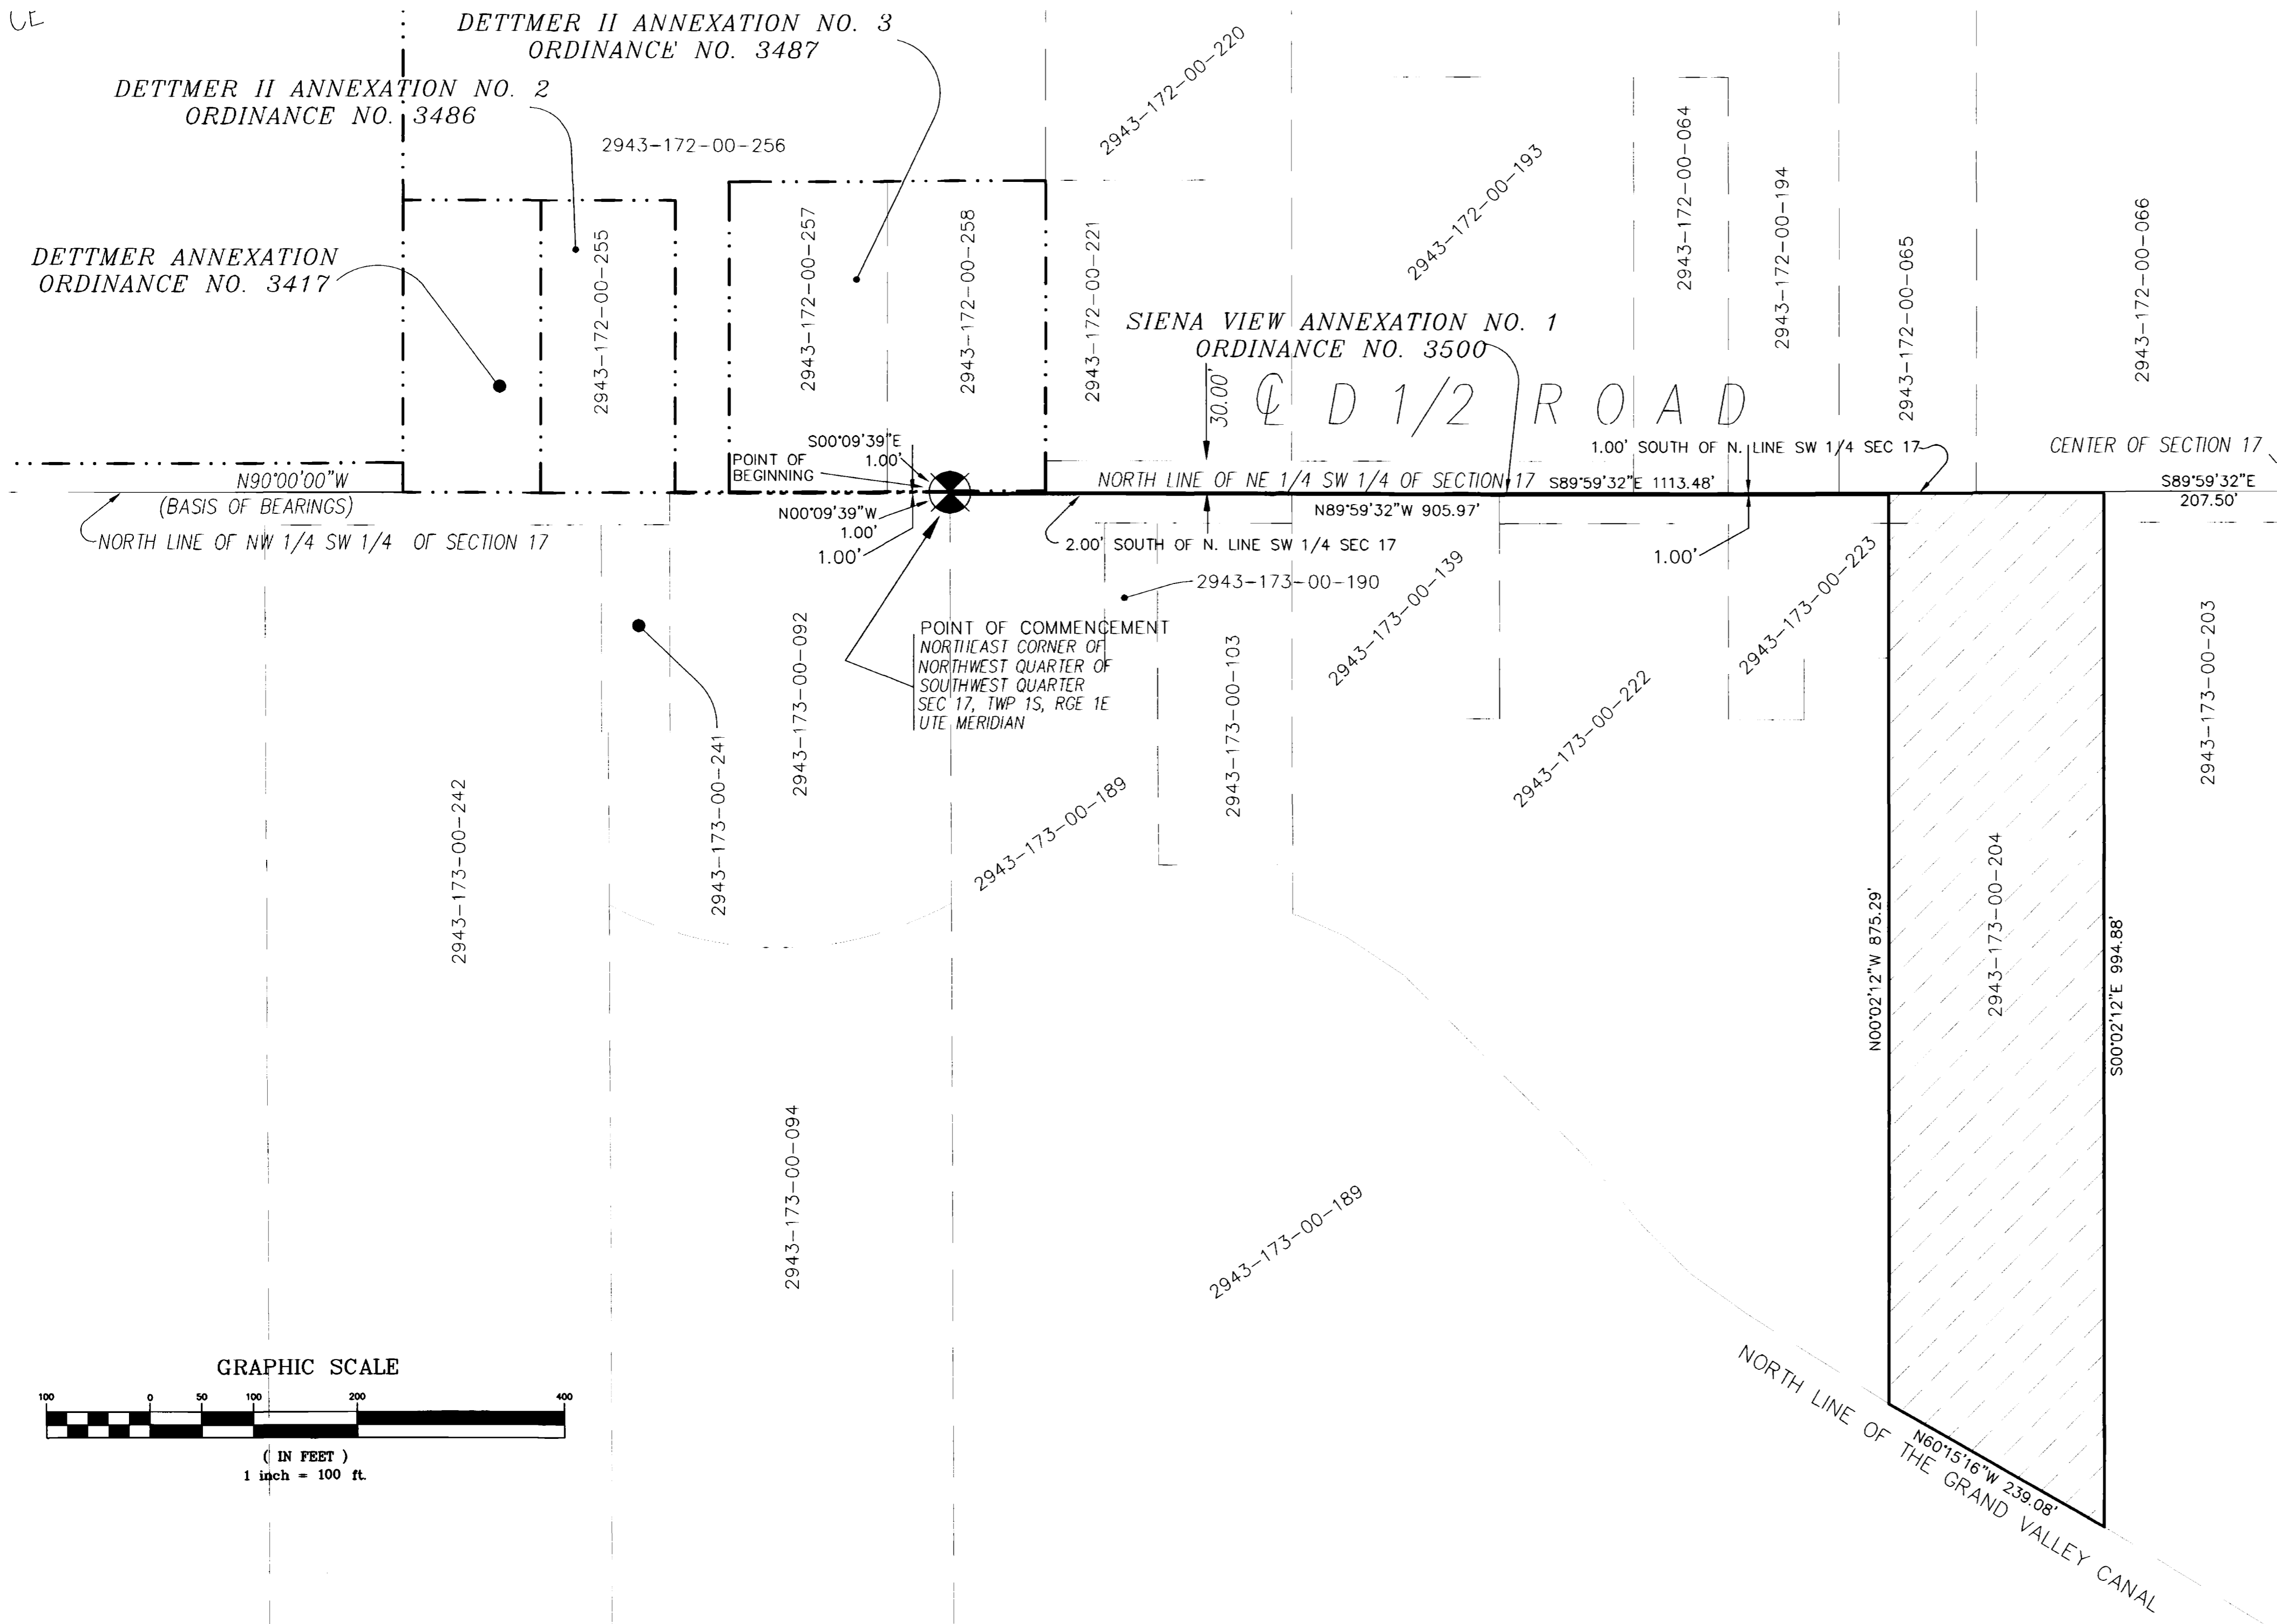 DETTMER II ANNEXATION NO. 3
ORDINANCE NO. 3487
DETTMER II ANNEXATION NO. 2
ORDINANCE NO. 3486
2943-172-00-256
2943-172-00-220
2943-172-00-193
2943-172-00-064
2943-172-00-194
2943-172-00-065
2943-172-00-066
DETTMER ANNEXATION
ORDINANCE NO. 3417
2943-172-00-255
2943-172-00-257
2943-172-00-258
2943-172-00-221
SIENA VIEW ANNEXATION NO. 1
ORDINANCE NO. 3500
30.00'
℄ D 1/2 ROAD
S00°09'39"E
1.00'
POINT OF
BEGINNING
1.00' SOUTH OF N. LINE SW 1/4 SEC 17
CENTER OF SECTION 17
N90°00'00"W
(BASIS OF BEARINGS)
NORTH LINE OF NE 1/4 SW 1/4 OF SECTION 17
S89°59'32"E 1113.48'
S89°59'32"E
207.50'
N00°09'39"W
1.00'
1.00'
N89°59'32"W 905.97'
NORTH LINE OF NW 1/4 SW 1/4 OF SECTION 17
2.00' SOUTH OF N. LINE SW 1/4 SEC 17
1.00'
2943-173-00-190
POINT OF COMMENCEMENT
NORTHEAST CORNER OF
NORTHWEST QUARTER OF
SOUTHWEST QUARTER
SEC 17, TWP 1S, RGE 1E
UTE MERIDIAN
2943-173-00-242
2943-173-00-241
2943-173-00-092
2943-173-00-189
2943-173-00-103
2943-173-00-139
2943-173-00-222
2943-173-00-223
2943-173-00-204
2943-173-00-203
N00°02'12"W 875.29'
S00°02'12"E 994.88'
2943-173-00-094
2943-173-00-189
NORTH LINE OF THE GRAND VALLEY CANAL
N60°15'16"W 239.08'
GRAPHIC SCALE
100 0 50 100 200 400
( IN FEET )
1 inch = 100 ft.